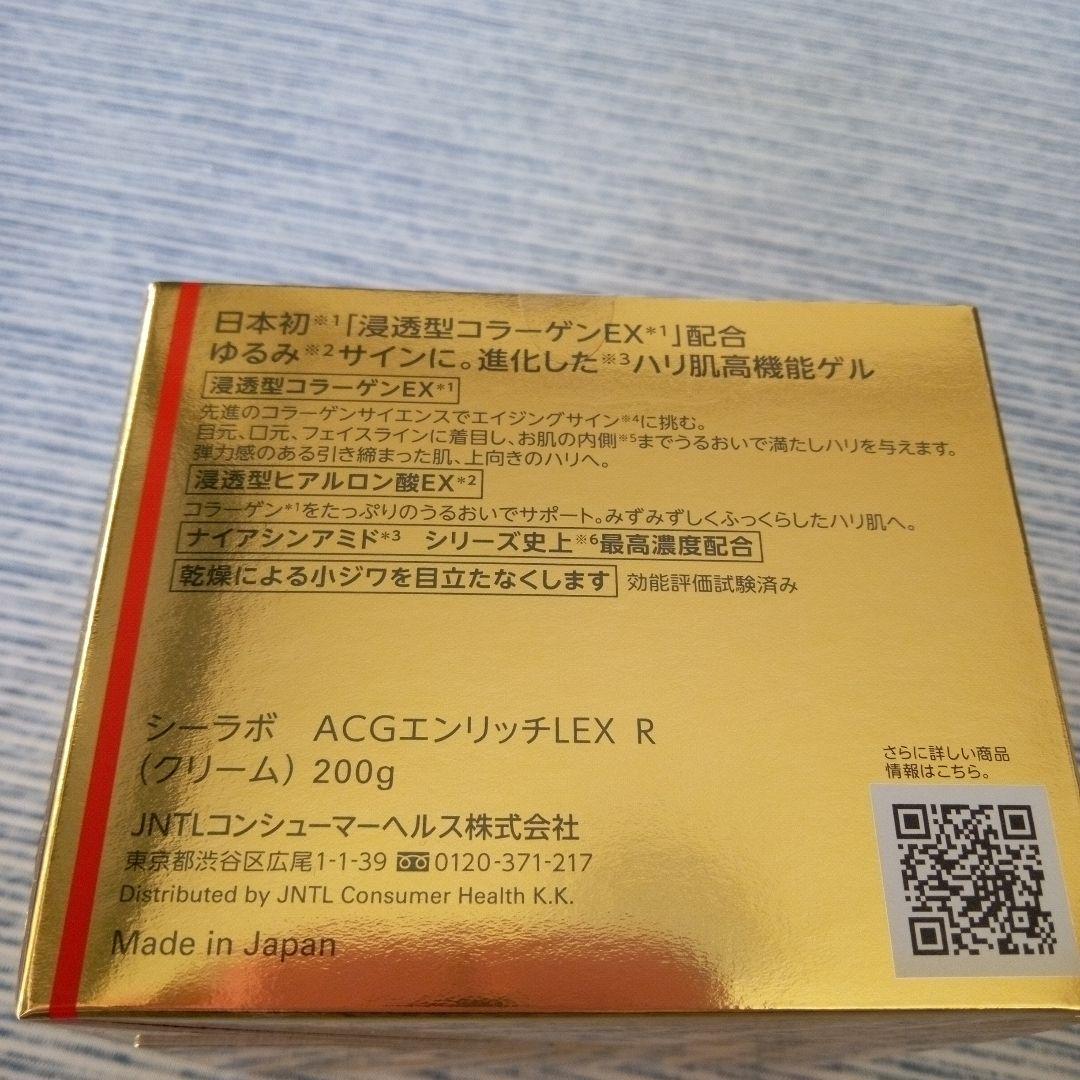 日本初※1「浸透型コラーゲンEX*1」配合
ゆるみ※2サインに。進化した※3ハリ肌高機能ゲル
浸透型コラーゲンEX*1
先進のコラーゲンサイエンスでエイジングサイン※4に挑む。
目元、口元、フェイスラインに着目し、お肌の内側※5までうるおいで満たしハリを与えます。
弾力感のある引き締まった肌、上向きのハリへ。
浸透型ヒアルロン酸EX*2
コラーゲン*1をたっぷりのうるおいでサポート。みずみずしくふっくらしたハリ肌へ。
ナイアシンアミド*3 シリーズ史上※6最高濃度配合
乾燥による小ジワを目立たなくします 効能評価試験済み
シーラボ ACGエンリッチLEX R
(クリーム) 200g
さらに詳しい商品
情報はこちら。
JNTLコンシューマーヘルス株式会社
東京都渋谷区広尾1-1-39 0120-371-217
Distributed by JNTL Consumer Health K.K.
Made in Japan